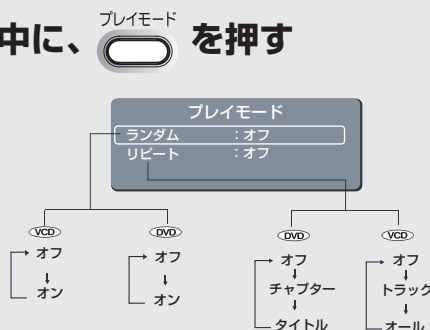 プレイモード
中に、を押す
プレイモード
ランダム :オフ
リピート :オフ
VCD DVD DVD VCD
オフ オフ オフ オフ
オン オン チャプター トラック
タイトル オール